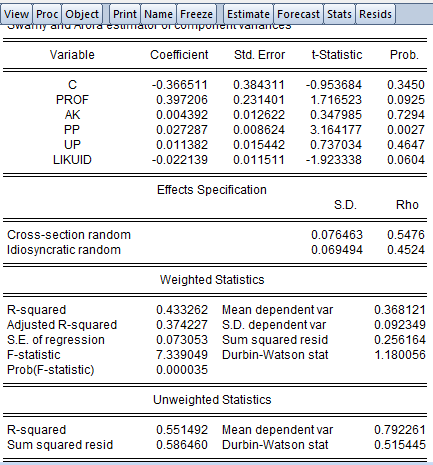 View Proc Object Print Name Freeze Estimate Forecast Stats Resids
Swamy and Arora estimator of component variances
Variable Coefficient Std. Error t-Statistic Prob.
C -0.366511 0.384311 -0.953684 0.3450
PROF 0.397206 0.231401 1.716523 0.0925
AK 0.004392 0.012622 0.347985 0.7294
PP 0.027287 0.008624 3.164177 0.0027
UP 0.011382 0.015442 0.737034 0.4647
LIKUID -0.022139 0.011511 -1.923338 0.0604
Effects Specification
S.D. Rho
Cross-section random 0.076463 0.5476
Idiosyncratic random 0.069494 0.4524
Weighted Statistics
R-squared 0.433262 Mean dependent var 0.368121
Adjusted R-squared 0.374227 S.D. dependent var 0.092349
S.E. of regression 0.073053 Sum squared resid 0.256164
F-statistic 7.339049 Durbin-Watson stat 1.180056
Prob(F-statistic) 0.000035
Unweighted Statistics
R-squared 0.551492 Mean dependent var 0.792261
Sum squared resid 0.586460 Durbin-Watson stat 0.515445